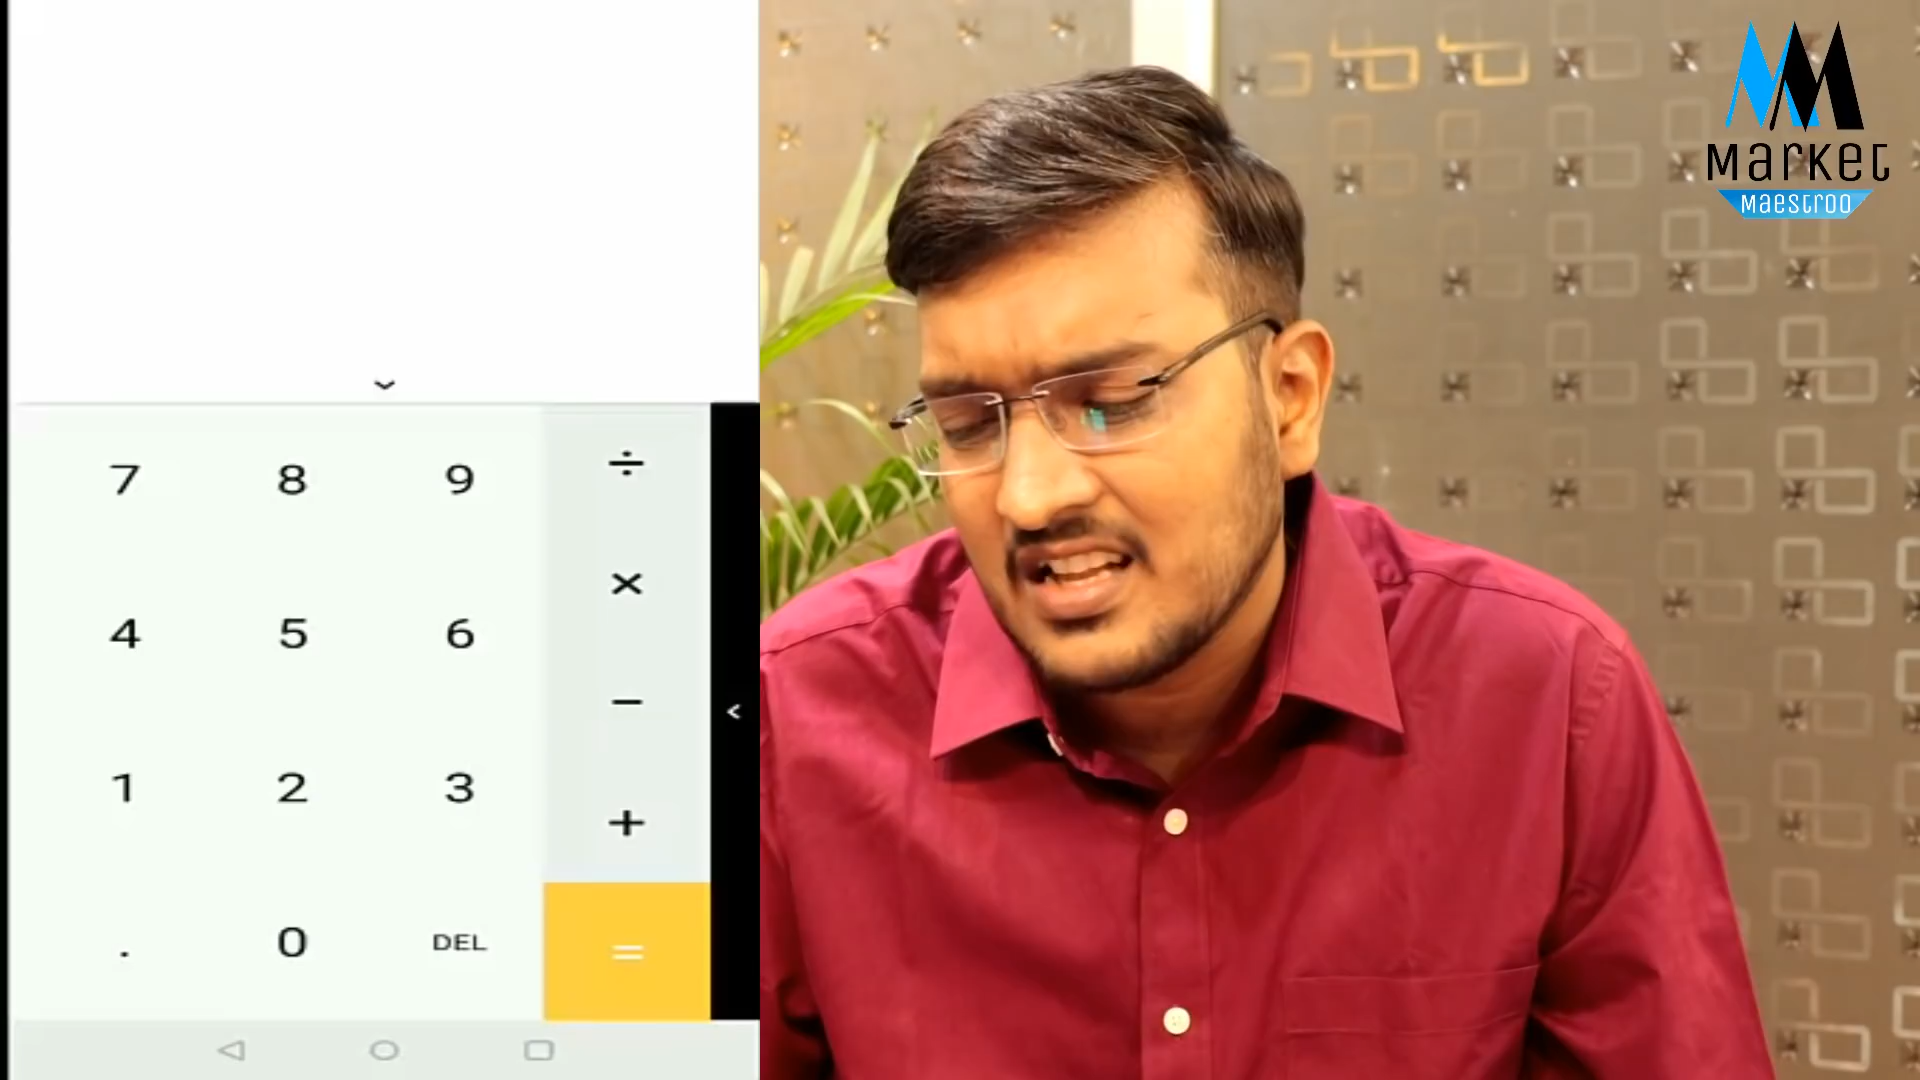 Market
Maestroo
7 8 9 ÷
4 5 6 ×
1 2 3 −
. 0 DEL +
=